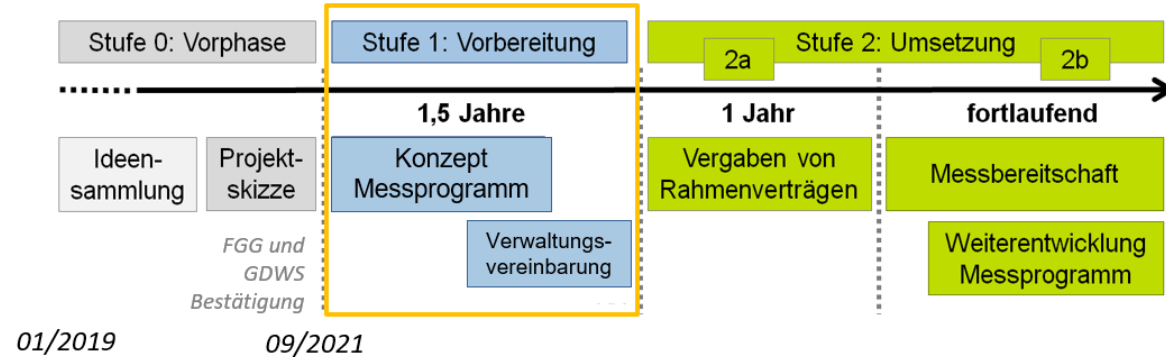 Stufe 0: Vorphase
Stufe 1: Vorbereitung
Stufe 2: Umsetzung
2a
2b
1,5 Jahre
1 Jahr
fortlaufend
Ideen-
sammlung
Projekt-
skizze
Konzept
Messprogramm
Vergaben von
Rahmenverträgen
Messbereitschaft
FGG und
GDWS
Bestätigung
Verwaltungs-
vereinbarung
Weiterentwicklung
Messprogramm
01/2019
09/2021